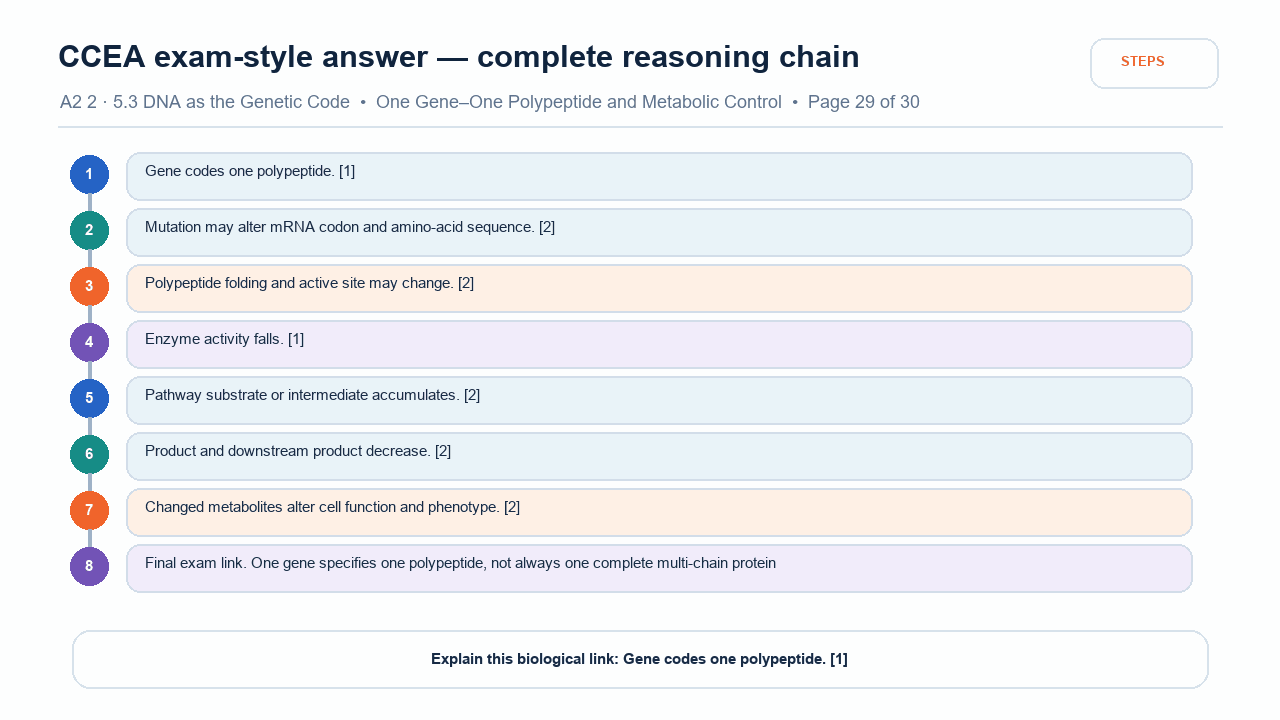 CCEA exam-style answer — complete reasoning chain
STEPS
A2 2 · 5.3 DNA as the Genetic Code • One Gene–One Polypeptide and Metabolic Control • Page 29 of 30
1
Gene codes one polypeptide. [1]
2
Mutation may alter mRNA codon and amino-acid sequence. [2]
3
Polypeptide folding and active site may change. [2]
4
Enzyme activity falls. [1]
5
Pathway substrate or intermediate accumulates. [2]
6
Product and downstream product decrease. [2]
7
Changed metabolites alter cell function and phenotype. [2]
8
Final exam link. One gene specifies one polypeptide, not always one complete multi-chain protein
Explain this biological link: Gene codes one polypeptide. [1]